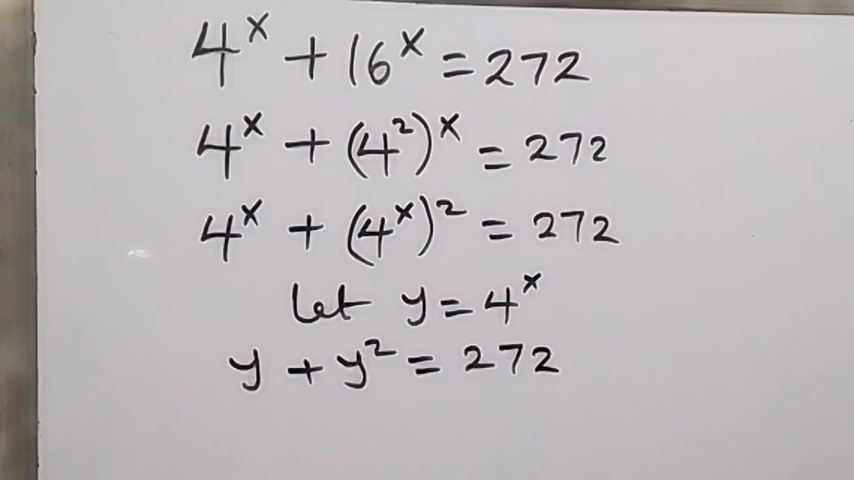 4^x + 16^x = 272
4^x + (4^2)^x = 272
4^x + (4^x)^2 = 272
let y = 4^x
y + y^2 = 272